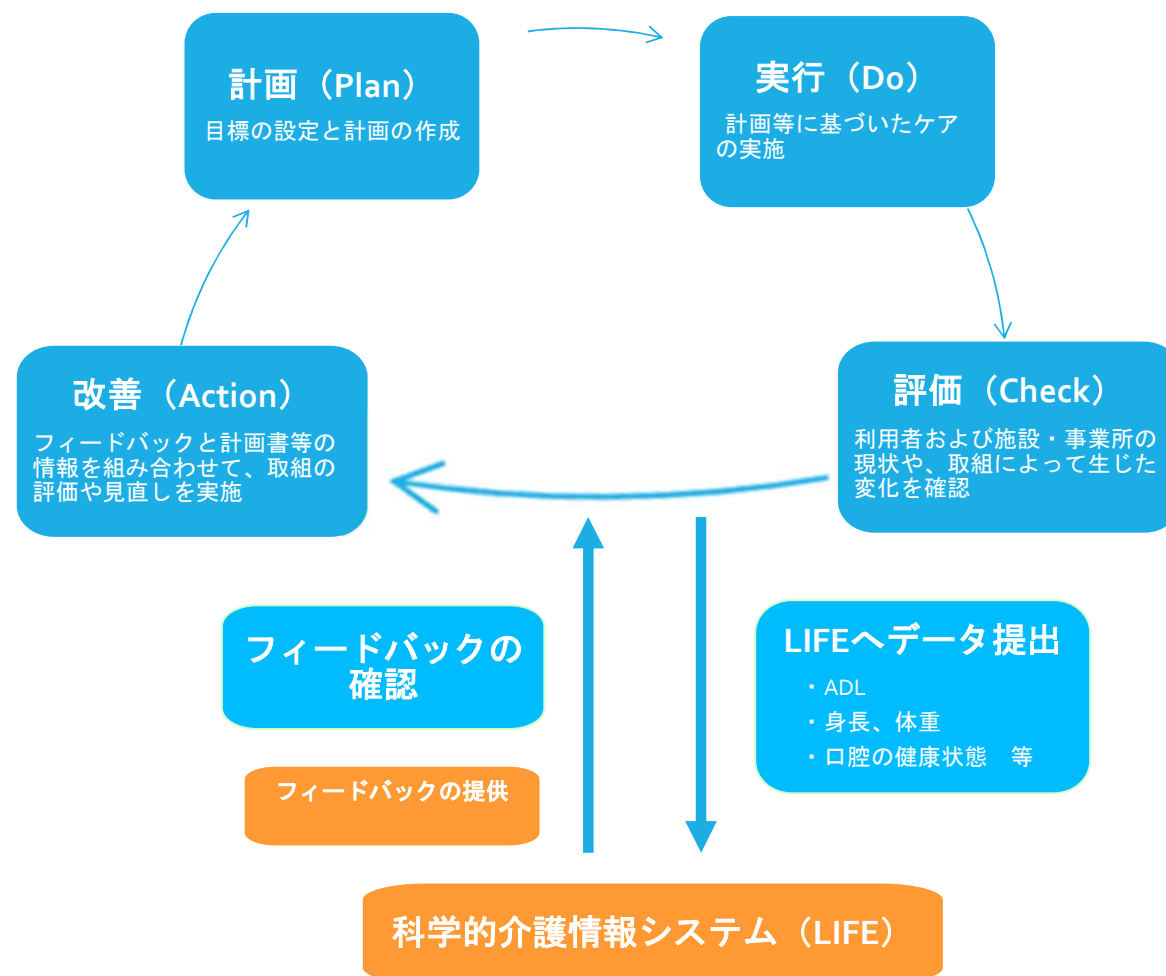 計画（Plan）
目標の設定と計画の作成
実行（Do）
計画等に基づいたケア
の実施
改善（Action）
フィードバックと計画書等の
情報を組み合わせて、取組の
評価や見直しを実施
評価（Check）
利用者および施設・事業所の
現状や、取組によって生じた
変化を確認
フィードバックの
確認
LIFEへデータ提出
・ADL
・身長、体重
・口腔の健康状態　等
フィードバックの提供
科学的介護情報システム（LIFE）